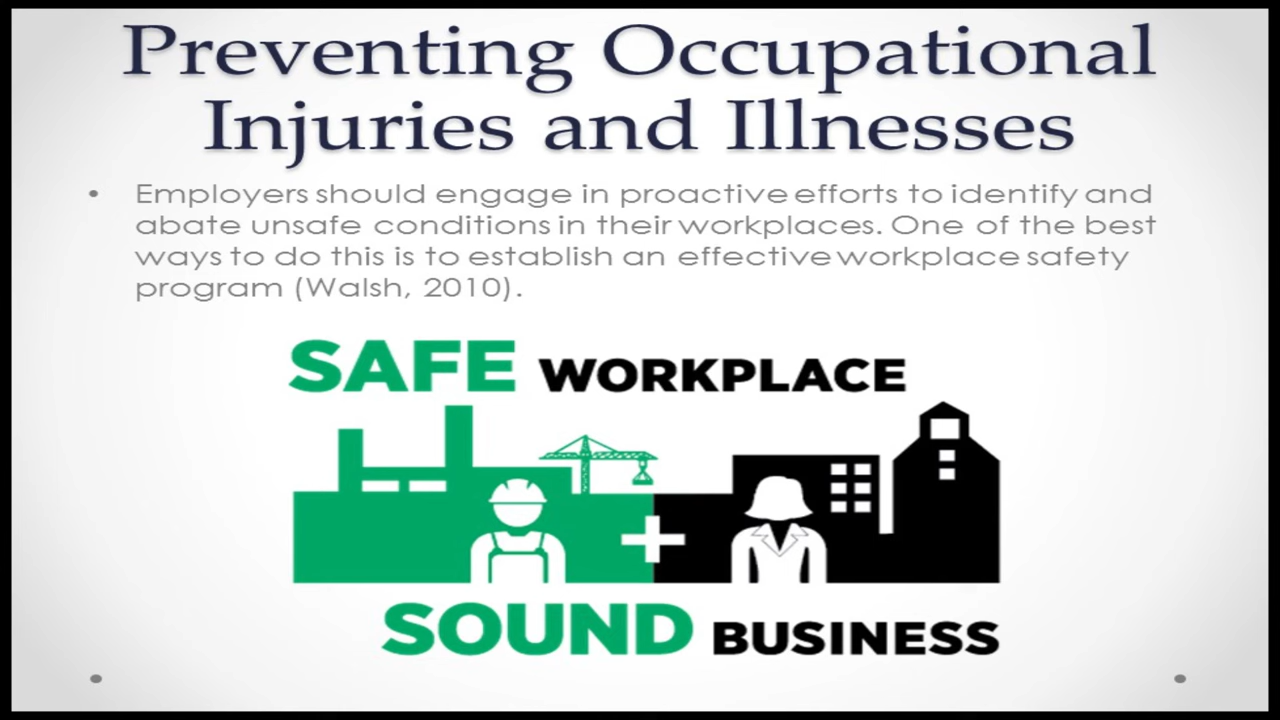 Preventing Occupational
Injuries and Illnesses
• Employers should engage in proactive efforts to identify and
abate unsafe conditions in their workplaces. One of the best
ways to do this is to establish an effective workplace safety
program (Walsh, 2010).
SAFE WORKPLACE
SOUND BUSINESS